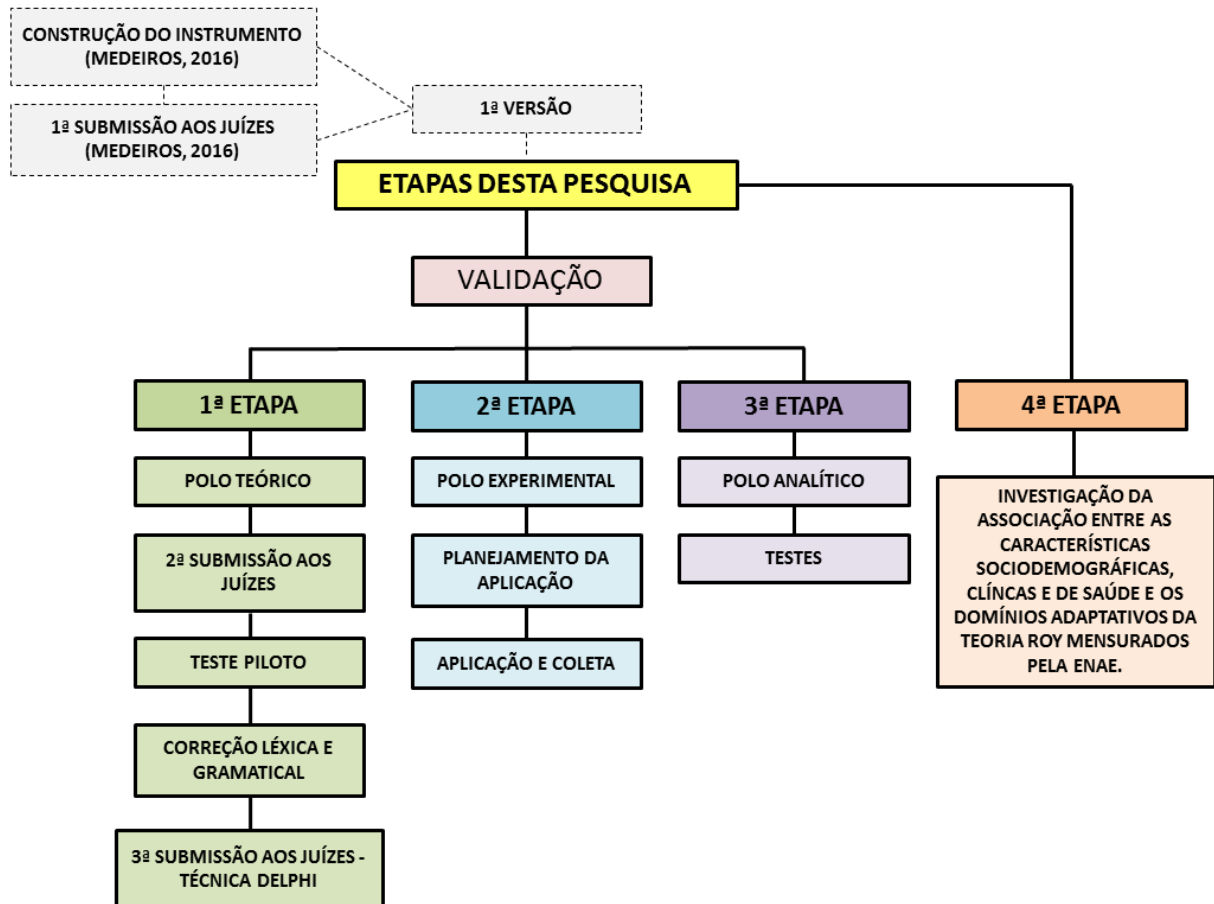 CONSTRUÇÃO DO INSTRUMENTO
(MEDEIROS, 2016)
1ª SUBMISSÃO AOS JUÍZES
(MEDEIROS, 2016)
1ª VERSÃO
ETAPAS DESTA PESQUISA
VALIDAÇÃO
1ª ETAPA
POLO TEÓRICO
2ª SUBMISSÃO AOS
JUÍZES
TESTE PILOTO
CORREÇÃO LÉXICA E
GRAMATICAL
3ª SUBMISSÃO AOS JUÍZES -
TÉCNICA DELPHI
2ª ETAPA
POLO EXPERIMENTAL
PLANEJAMENTO DA
APLICAÇÃO
APLICAÇÃO E COLETA
3ª ETAPA
POLO ANALÍTICO
TESTES
4ª ETAPA
INVESTIGAÇÃO DA
ASSOCIAÇÃO ENTRE AS
CARACTERÍSTICAS
SOCIODEMOGRÁFICAS,
CLÍNCAS E DE SAÚDE E OS
DOMÍNIOS ADAPTATIVOS DA
TEORIA ROY MENSURADOS
PELA ENAE.